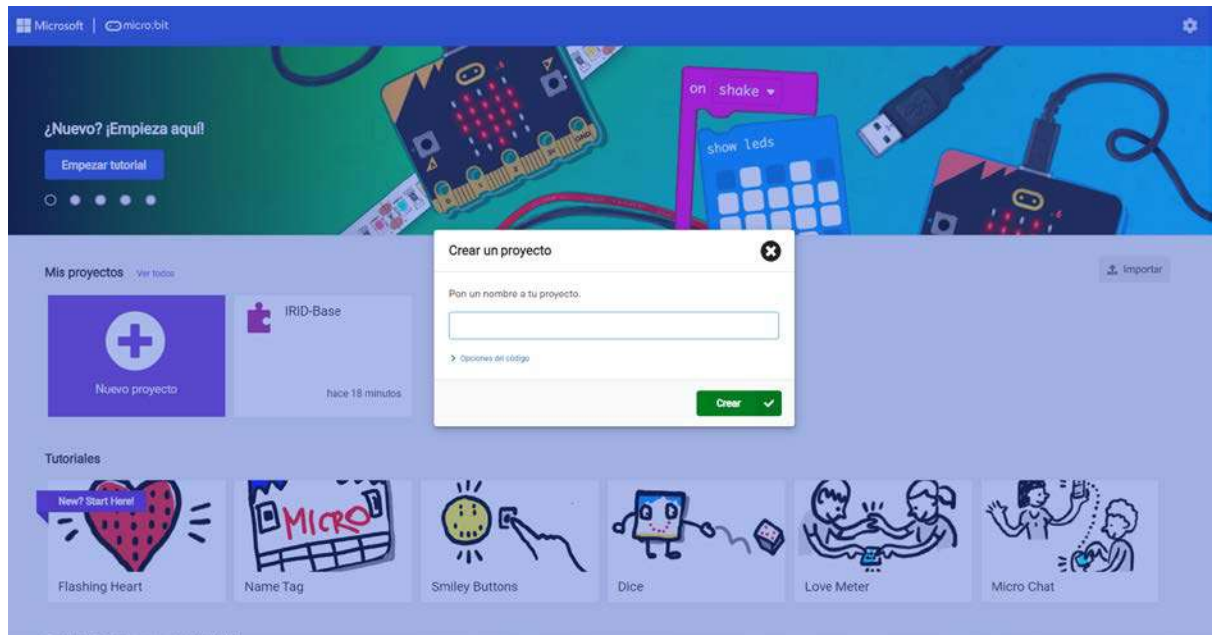 Microsoft | micro:bit
on shake
¿Nuevo? ¡Empieza aquí!
show leds
Empezar tutorial
Crear un proyecto
Mis proyectos Ver todos
Importar
Pon un nombre a tu proyecto.
IRID-Base
Opciones del código
Nuevo proyecto
hace 18 minutos
Crear
Tutoriales
New? Start Here!
MICRO
Flashing Heart
Name Tag
Smiley Buttons
Dice
Love Meter
Micro Chat